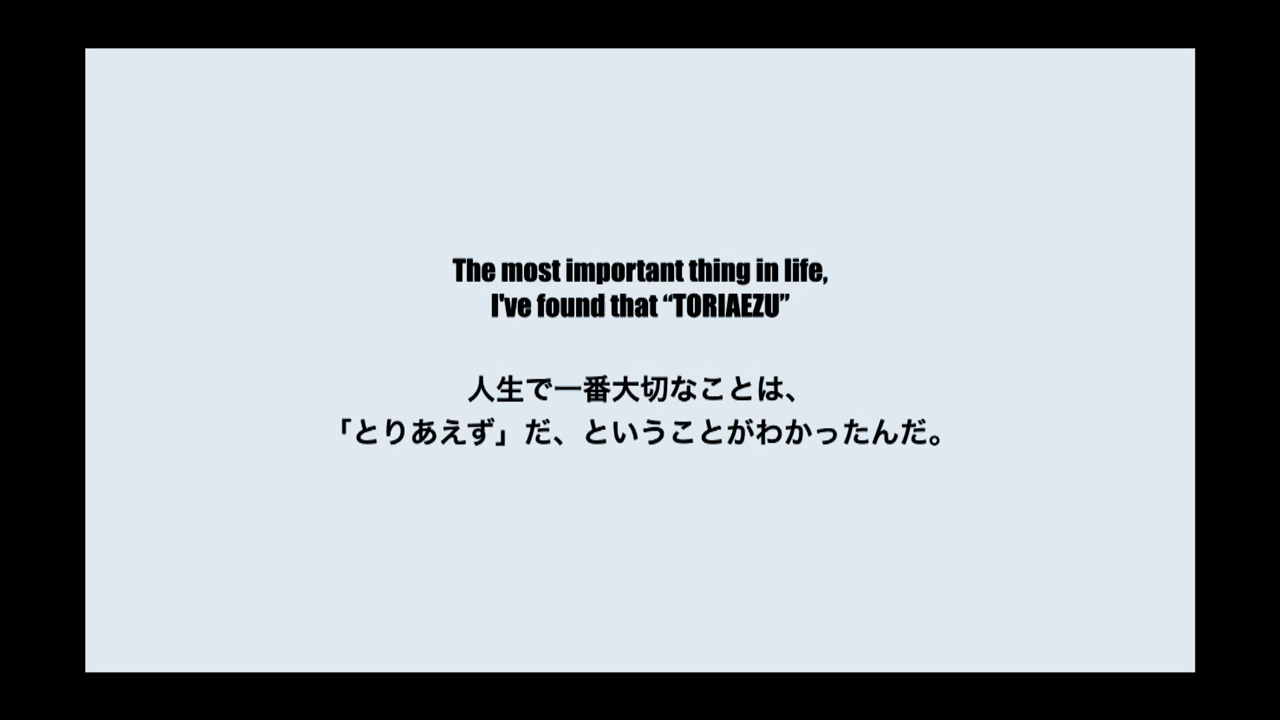 The most important thing in life,
I've found that “TORIAEZU”
人生で一番大切なことは、
「とりあえず」だ、ということがわかったんだ。